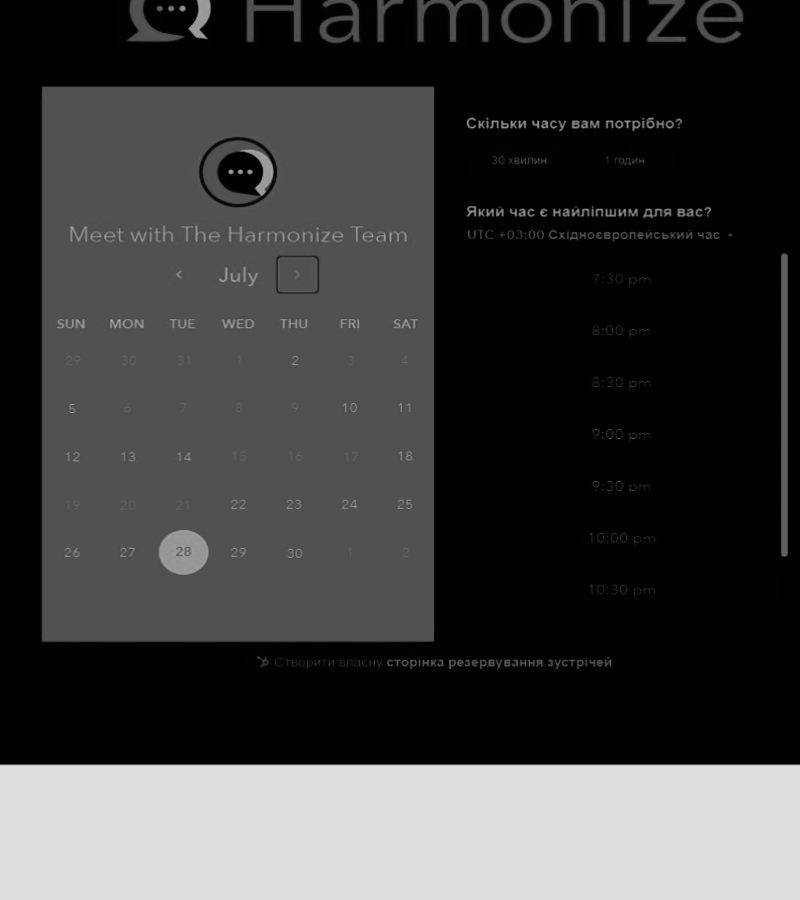 Harmonize
Meet with The Harmonize Team
July
SUN MON TUE WED THU FRI SAT
29 30 31 1 2 3 4
5 6 7 8 9 10 11
12 13 14 15 16 17 18
19 20 21 22 23 24 25
26 27 28 29 30 1 2
Скільки часу вам потрібно?
30 хвилин 1 годин
Який час є найліпшим для вас?
UTC +03:00 Східноєвропейський час
7:30 pm
8:00 pm
8:30 pm
9:00 pm
9:30 pm
10:00 pm
10:30 pm
Створити власну сторінка резервування зустрічей